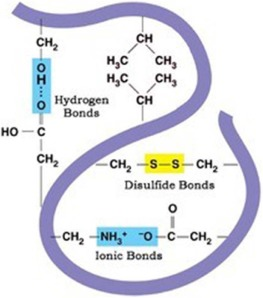 CH₂
OH
O
Hydrogen
Bonds
HO C
CH₂
CH
H₃C CH₃
H₃C CH₃
CH
CH₂ S S CH₂
Disulfide Bonds
O
CH₂ NH₃⁺ ⁻O C CH₂
Ionic Bonds